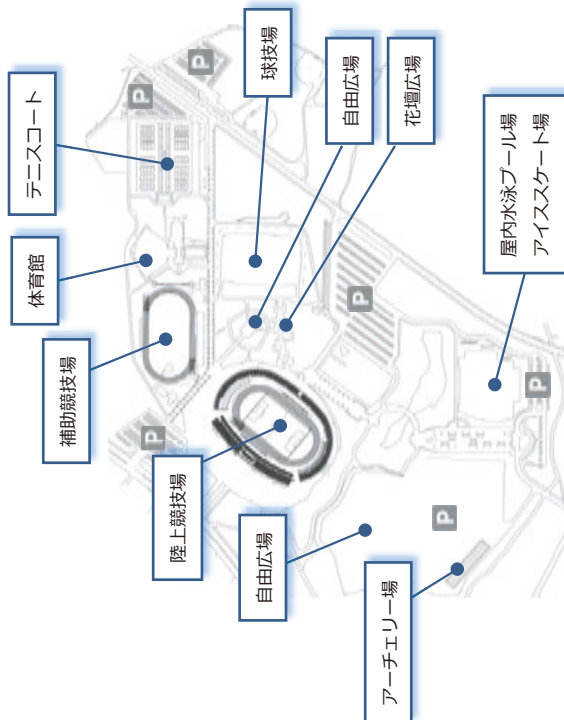 体育館
テニスコート
補助競技場
P
P
陸上競技場
P
自由広場
球技場
自由広場
P
アーチェリー場
花壇広場
P
屋内水泳プール場
アイススケート場
P